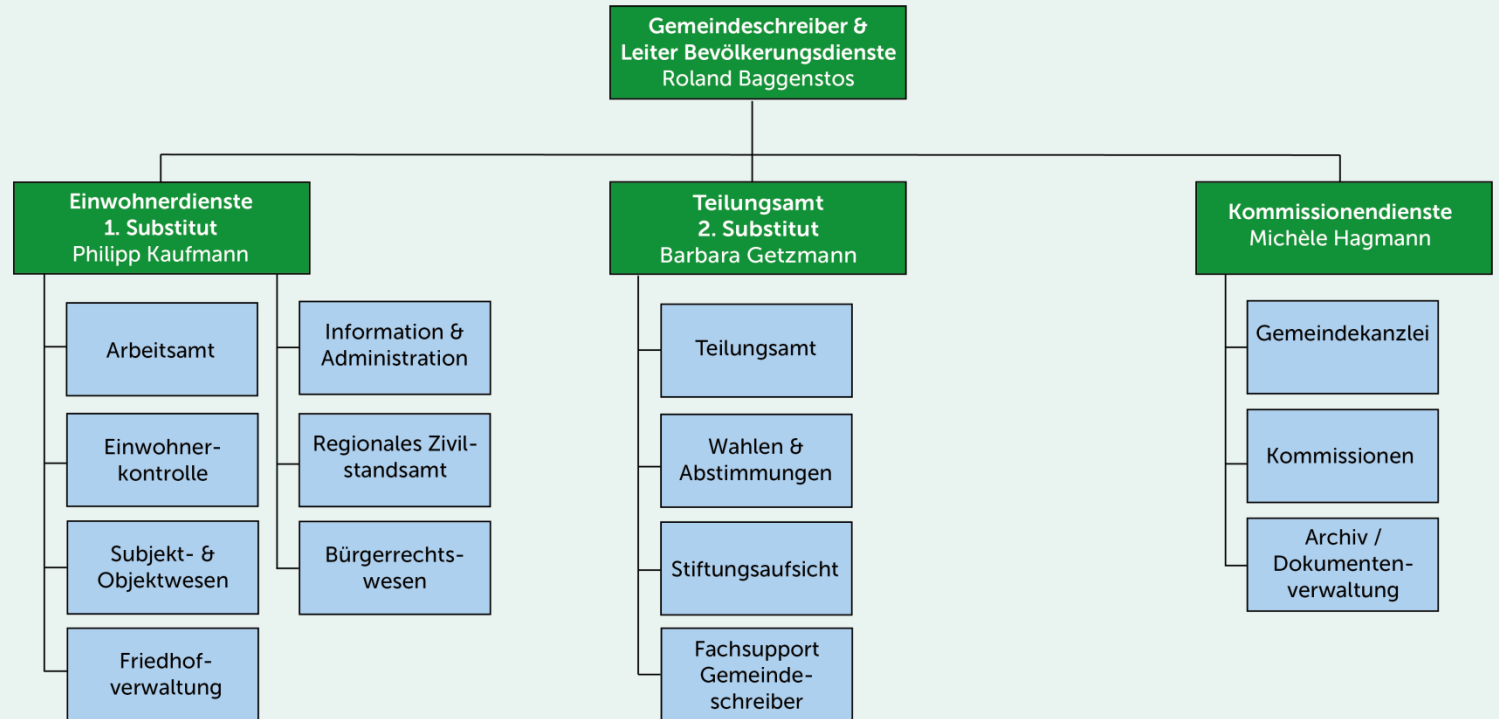 Gemeindeschreiber &
Leiter Bevölkerungsdienste
Roland Baggenstos
Einwohnerdienste
1. Substitut
Philipp Kaufmann
Teilungsamt
2. Substitut
Barbara Getzmann
Kommissionendienste
Michèle Hagmann
Arbeitsamt
Einwohner-
kontrolle
Subjekt- &
Objektwesen
Friedhof-
verwaltung
Information &
Administration
Regionales Zivil-
standsamt
Bürgerrechts-
wesen
Teilungsamt
Wahlen &
Abstimmungen
Stiftungsaufsicht
Fachsupport
Gemeinde-
schreiber
Gemeindekanzlei
Kommissionen
Archiv /
Dokumenten-
verwaltung